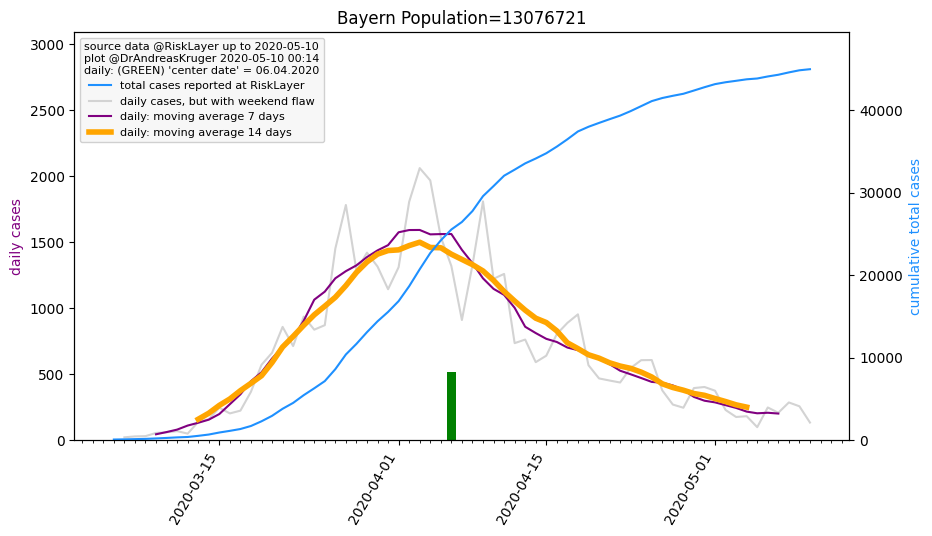 Bayern Population=13076721
source data @RiskLayer up to 2020-05-10
plot @DrAndreasKruger 2020-05-10 00:14
daily: (GREEN) 'center date' = 06.04.2020
total cases reported at RiskLayer
daily cases, but with weekend flaw
daily: moving average 7 days
daily: moving average 14 days
daily cases
3000
2500
2000
1500
1000
500
0
cumulative total cases
40000
30000
20000
10000
0
2020-03-15
2020-04-01
2020-04-15
2020-05-01